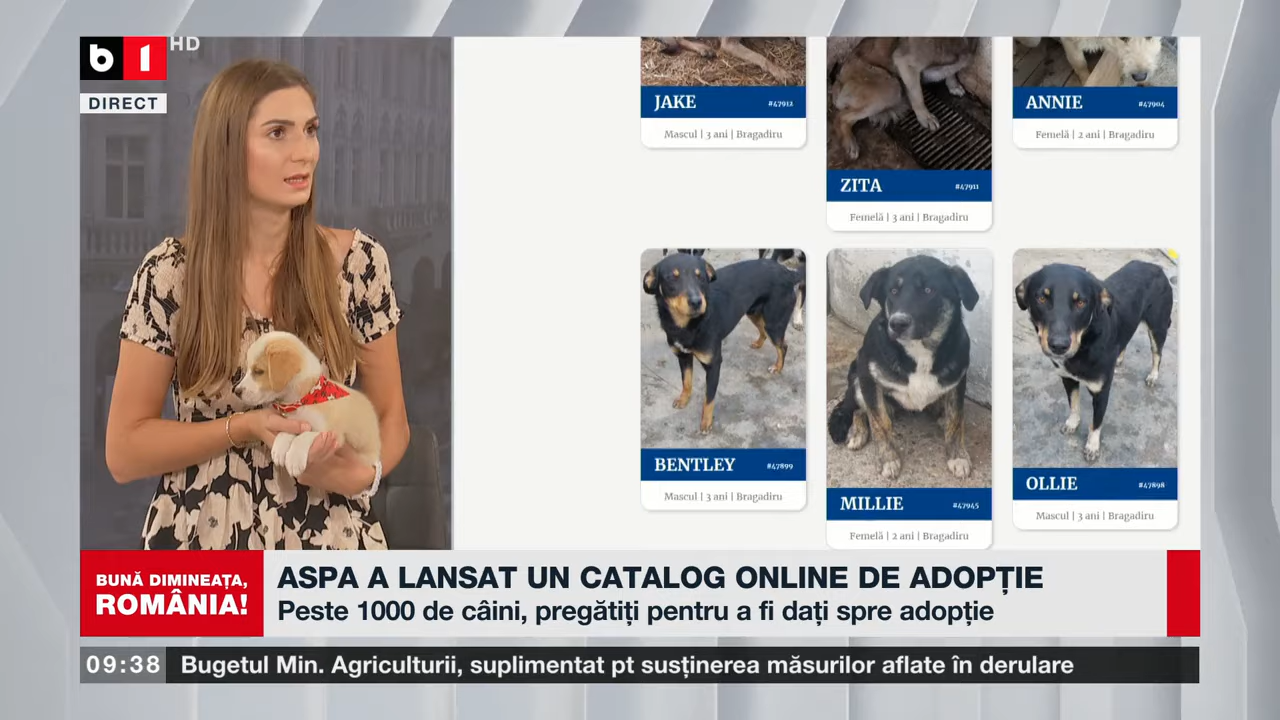 b1
HD
DIRECT
JAKE #47912
Mascul | 3 ani | Bragadiru
ZITA #47911
Femelă | 3 ani | Bragadiru
ANNIE #47904
Femelă | 2 ani | Bragadiru
BENTLEY #47899
Mascul | 3 ani | Bragadiru
MILLIE #47945
Femelă | 2 ani | Bragadiru
OLLIE #47898
Mascul | 3 ani | Bragadiru
BUNĂ DIMINEAȚA,
ROMÂNIA!
ASPA A LANSAT UN CATALOG ONLINE DE ADOPȚIE
Peste 1000 de câini, pregătiți pentru a fi dați spre adopție
09:38 Bugetul Min. Agriculturii, suplimentat pt susținerea măsurilor aflate în derulare